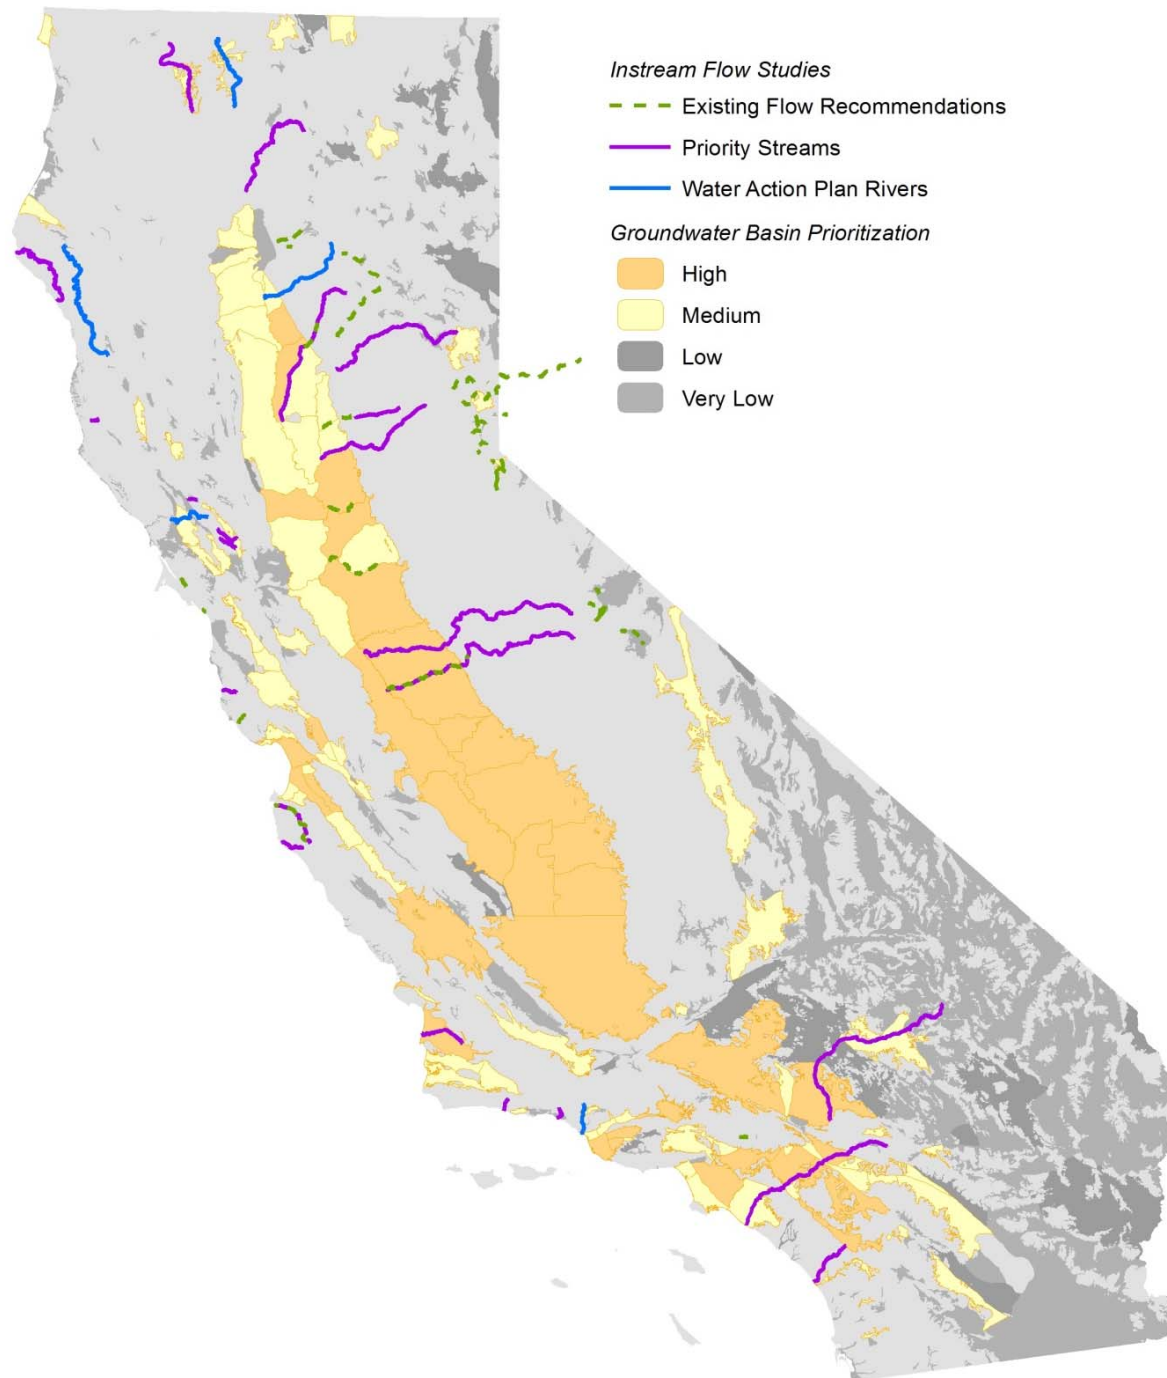 Instream Flow Studies
Existing Flow Recommendations
Priority Streams
Water Action Plan Rivers
Groundwater Basin Prioritization
High
Medium
Low
Very Low